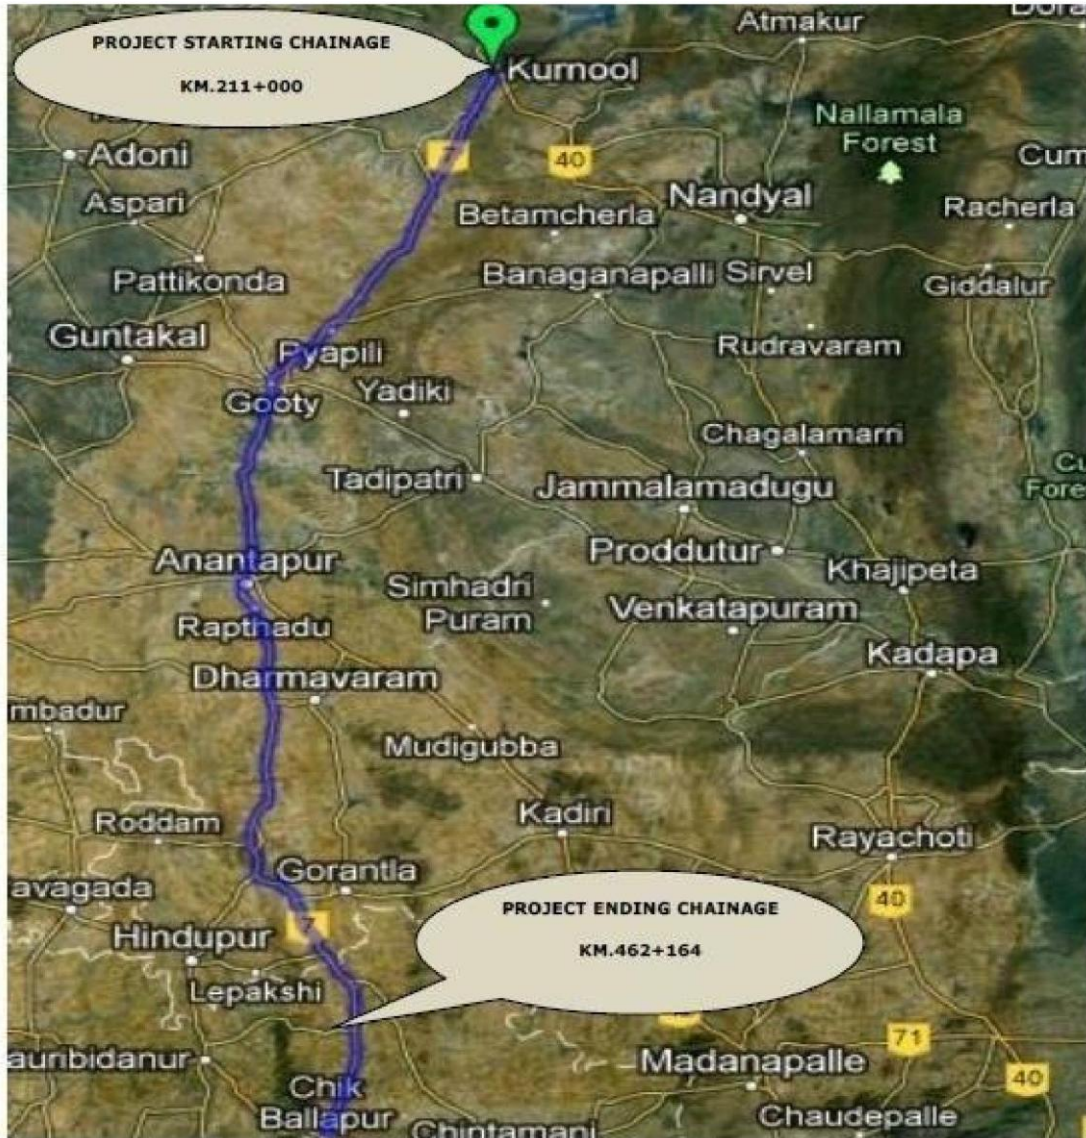 PROJECT STARTING CHAINAGE
KM.211+000
Kurnool
Atmakur
Nallamala
Forest
Adoni
7
40
Cum
Aspari
Betamcherla
Nandyal
Racherla
Pattikonda
Banaganapalli
Sirvel
Giddalur
Guntakal
Pyapili
Rudravaram
Gooty
Yadiki
Chagalamarri
Tadipatri
Jammalamadugu
Cu
Fore
Anantapur
Proddutur
Khajipeta
Simhadri
Puram
Venkatapuram
Rapthadu
Kadapa
Dharmavaram
mbadur
Mudigubba
Roddam
Kadiri
Rayachoti
avagada
Gorantla
40
PROJECT ENDING CHAINAGE
KM.462+164
7
Hindupur
Lepakshi
71
auribidanur
Madanapalle
40
Chik
Ballapur
Chintamani
Chaudepalle